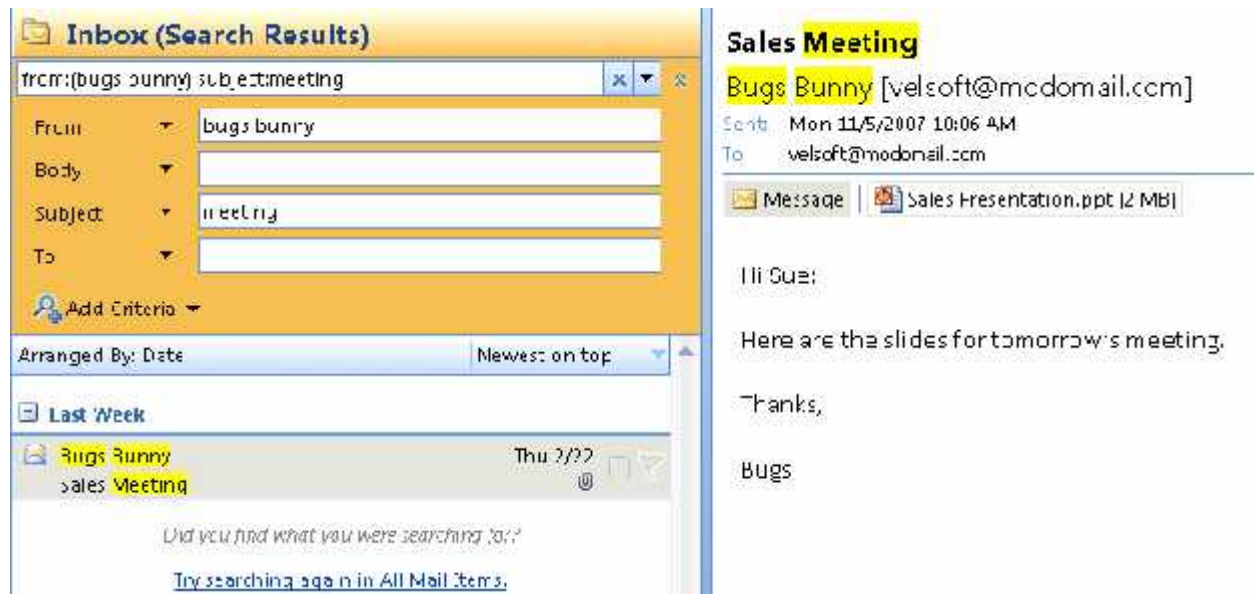 Inbox (Search Results)
from:(bugs bunny) subject:meeting
From
bugs bunny
Body
Subject
meeting
To
Add Criteria
Arranged By: Date
Newest on top
Last Week
Bugs Bunny
Thu 2/22
Sales Meeting
Did you find what you were searching for?
Try searching again in All Mail Items.
Sales Meeting
Bugs Bunny [velsoft@modomail.com]
Sent: Mon 11/5/2007 10:06 AM
To velsoft@modomail.com
Message
Sales Presentation.ppt (2 MB)
Hi Sue:
Here are the slides for tomorrow's meeting.
Thanks,
Bugs